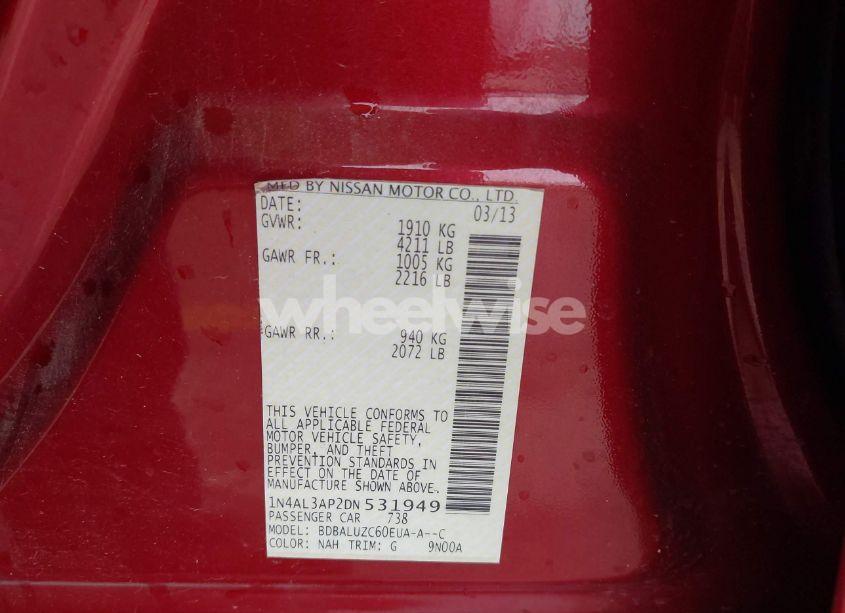 MFD BY NISSAN MOTOR CO., LTD.
DATE: 03/13
GVWR: 1910 KG
4211 LB
GAWR FR.: 1005 KG
2216 LB
wheelwise
GAWR RR.: 940 KG
2072 LB
THIS VEHICLE CONFORMS TO
ALL APPLICABLE FEDERAL
MOTOR VEHICLE SAFETY,
BUMPER, AND THEFT
PREVENTION STANDARDS IN
EFFECT ON THE DATE OF
MANUFACTURE SHOWN ABOVE.
1N4AL3AP2DN531949
PASSENGER CAR 738
MODEL: BDBALUZC60EUA-A--C
COLOR: NAH TRIM: G 9N00A